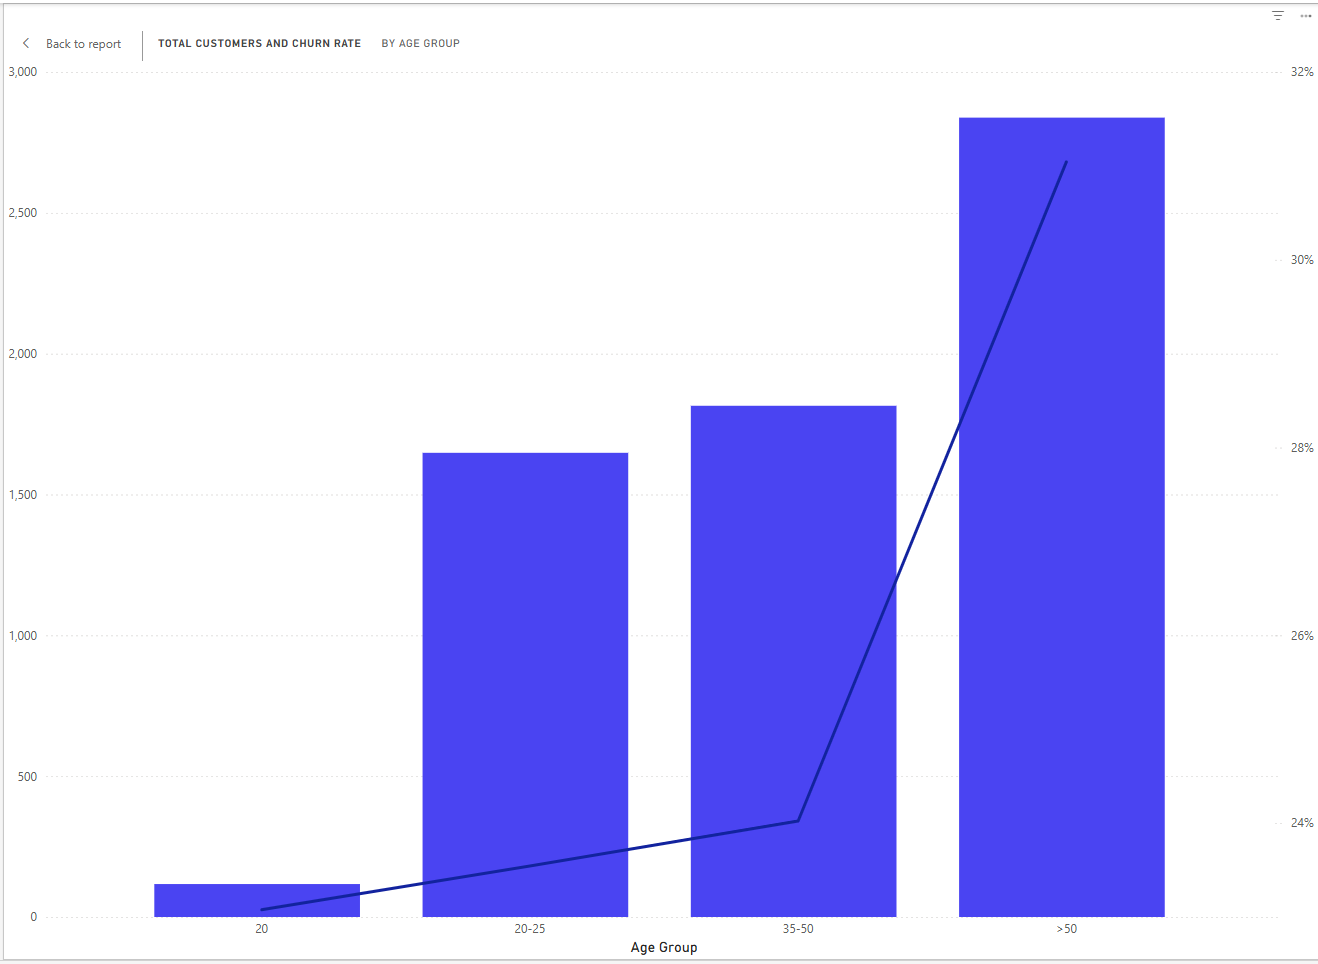 Back to report
TOTAL CUSTOMERS AND CHURN RATE BY AGE GROUP
3,000 32%
2,500
30%
2,000
28%
1,500
1,000 26%
500
24%
0
20 20-25 35-50 >50
Age Group